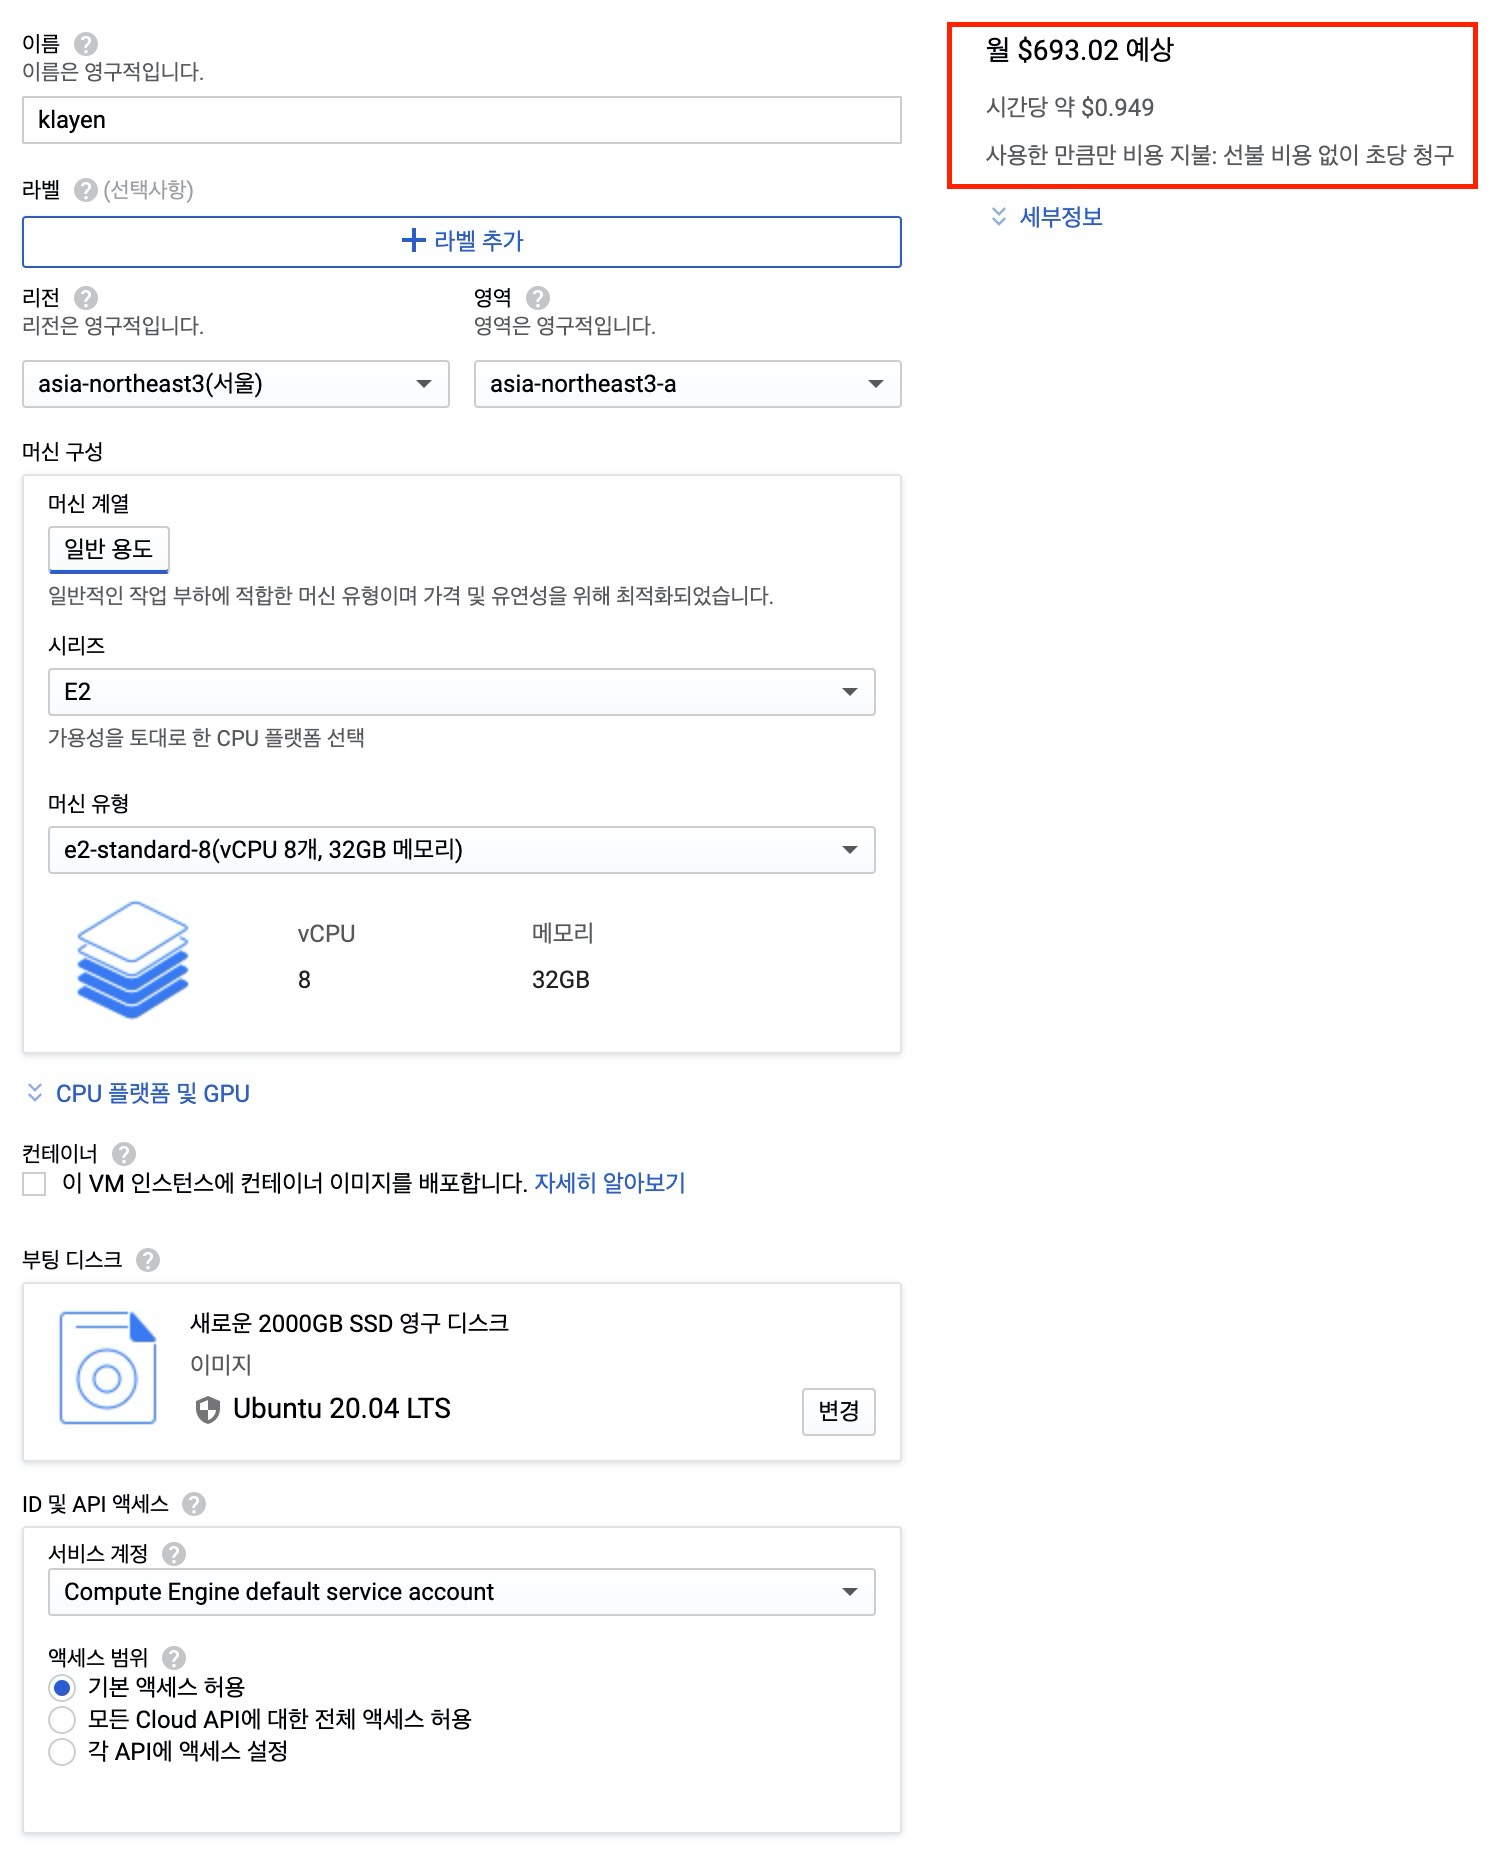 이름
이름은 영구적입니다.
klayen
라벨 (선택사항)
라벨 추가
리전
리전은 영구적입니다.
asia-northeast3(서울)
영역
영역은 영구적입니다.
asia-northeast3-a
머신 구성
머신 계열
일반 용도
일반적인 작업 부하에 적합한 머신 유형이며 가격 및 유연성을 위해 최적화되었습니다.
시리즈
E2
가용성을 토대로 한 CPU 플랫폼 선택
머신 유형
e2-standard-8(vCPU 8개, 32GB 메모리)
vCPU
8
메모리
32GB
CPU 플랫폼 및 GPU
컨테이너
이 VM 인스턴스에 컨테이너 이미지를 배포합니다. 자세히 알아보기
부팅 디스크
새로운 2000GB SSD 영구 디스크
이미지
Ubuntu 20.04 LTS
변경
ID 및 API 액세스
서비스 계정
Compute Engine default service account
액세스 범위
기본 액세스 허용
모든 Cloud API에 대한 전체 액세스 허용
각 API에 액세스 설정
월 $693.02 예상
시간당 약 $0.949
사용한 만큼만 비용 지불: 선불 비용 없이 초당 청구
세부정보